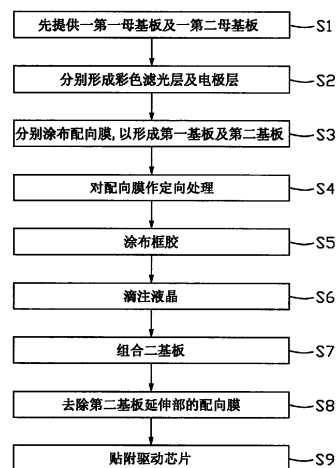 先提供一第一母基板及一第二母基板 S1
分别形成彩色滤光层及电极层 S2
分别涂布配向膜,以形成第一基板及第二基板 S3
对配向膜作定向处理 S4
涂布框胶 S5
滴注液晶 S6
组合二基板 S7
去除第二基板延伸部的配向膜 S8
贴附驱动芯片 S9